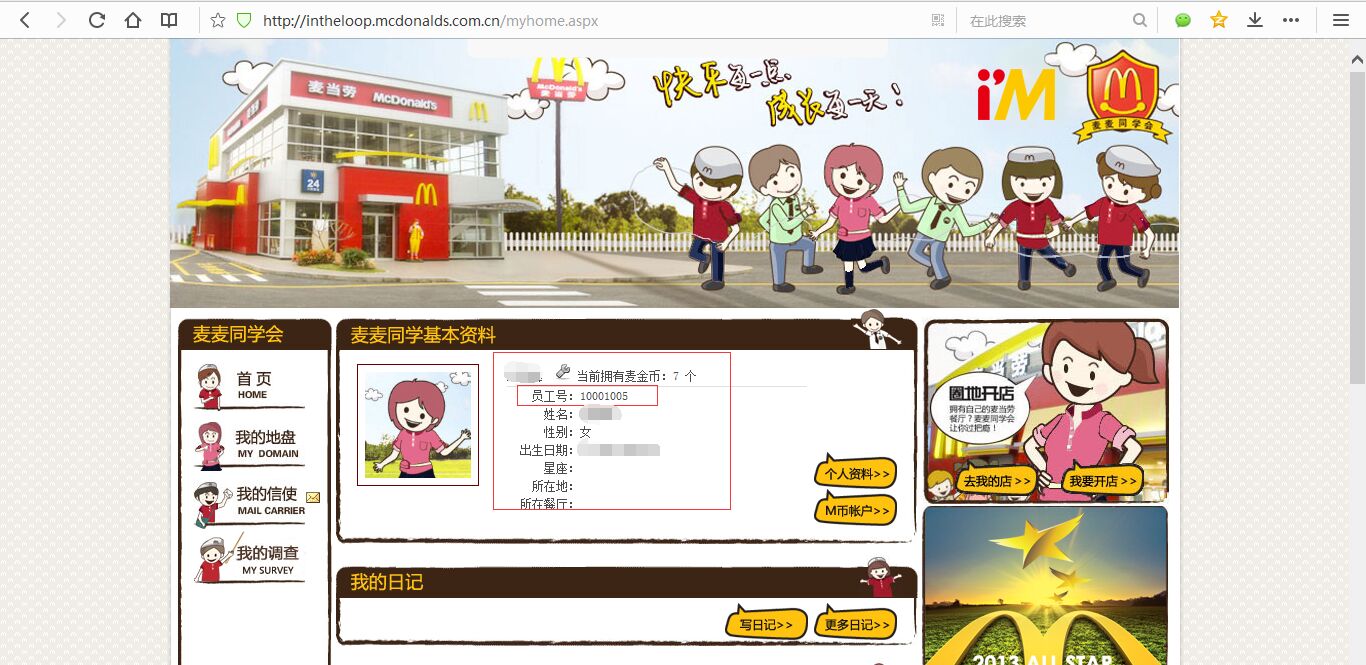 http://intheloop.mcdonalds.com.cn/myhome.aspx
在此搜索
麦当劳 McDonald's
McDonald's
麦当劳
24
快乐每一员,
成长每一天!
i'M
麦麦同学会
麦麦同学会
首 页
HOME
我的地盘
MY DOMAIN
我的信使
MAIL CARRIER
我的调查
MY SURVEY
麦麦同学基本资料
当前拥有麦金币: 7 个
员工号: 10001005
姓名:
性别: 女
出生日期:
星座:
所在地:
所在餐厅:
个人资料>>
M币帐户>>
我的日记
写日记>>
更多日记>>
圈地开店
拥有自己的麦当劳
餐厅?麦麦同学会
让你过把瘾!
去我的店 >>
我要开店 >>
2013 ALL STAR